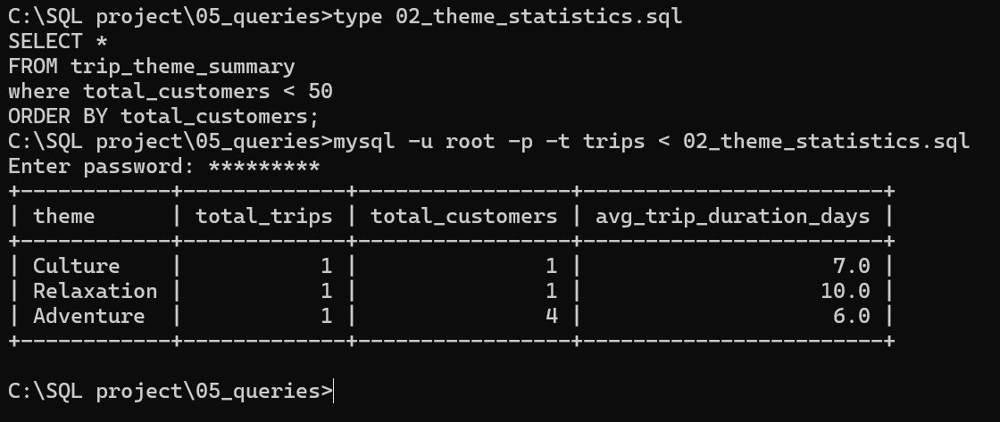 C:\SQL project\05_queries>type 02_theme_statistics.sql
SELECT *
FROM trip_theme_summary
where total_customers < 50
ORDER BY total_customers;
C:\SQL project\05_queries>mysql -u root -p -t trips < 02_theme_statistics.sql
Enter password: *********
+------------+-------------+-----------------+------------------------+
| theme      | total_trips | total_customers | avg_trip_duration_days |
+------------+-------------+-----------------+------------------------+
| Culture    |           1 |               1 |                    7.0 |
| Relaxation |           1 |               1 |                   10.0 |
| Adventure  |           1 |               4 |                    6.0 |
+------------+-------------+-----------------+------------------------+
C:\SQL project\05_queries>